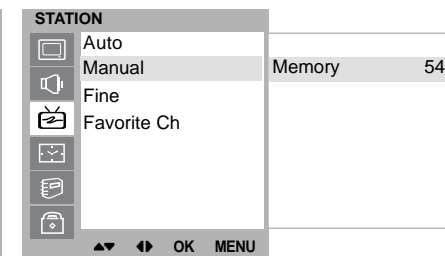 STATION
Auto
Manual Memory 54
Fine
Favorite Ch
OK MENU